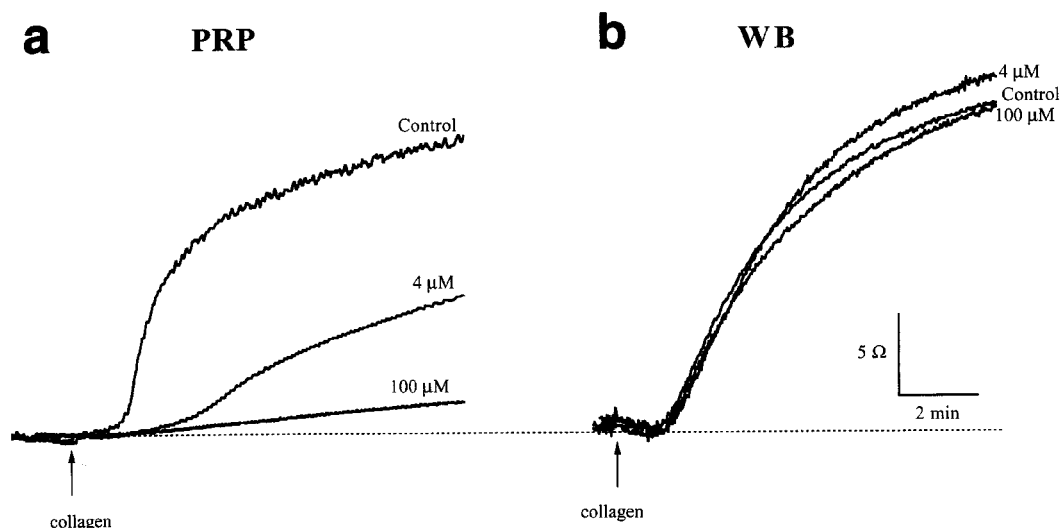 a PRP
Control
4 µM
100 µM
collagen
b WB
4 µM
Control
100 µM
5 Ω
2 min
collagen